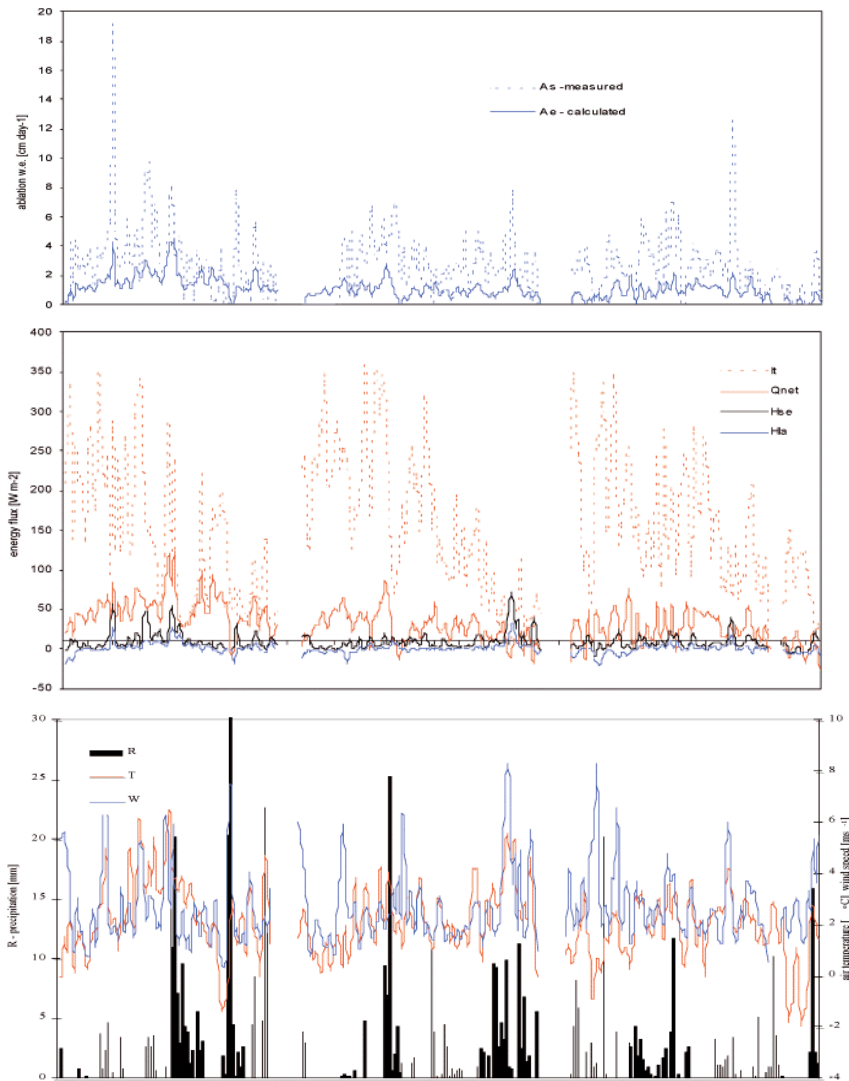 20
18
16
14
12
10
8
6
4
2
0
ablation w.e. [cm day-1]
As -measured
Ae - calculated
400
350
300
250
200
150
100
50
0
-50
energy flux [W m-2]
It
Qnet
Hse
Hla
30
25
20
15
10
5
0
R - precipitation [mm]
R
T
W
10
8
6
4
2
0
-2
-4
air temperature [ °C] wind speed [ms -1]